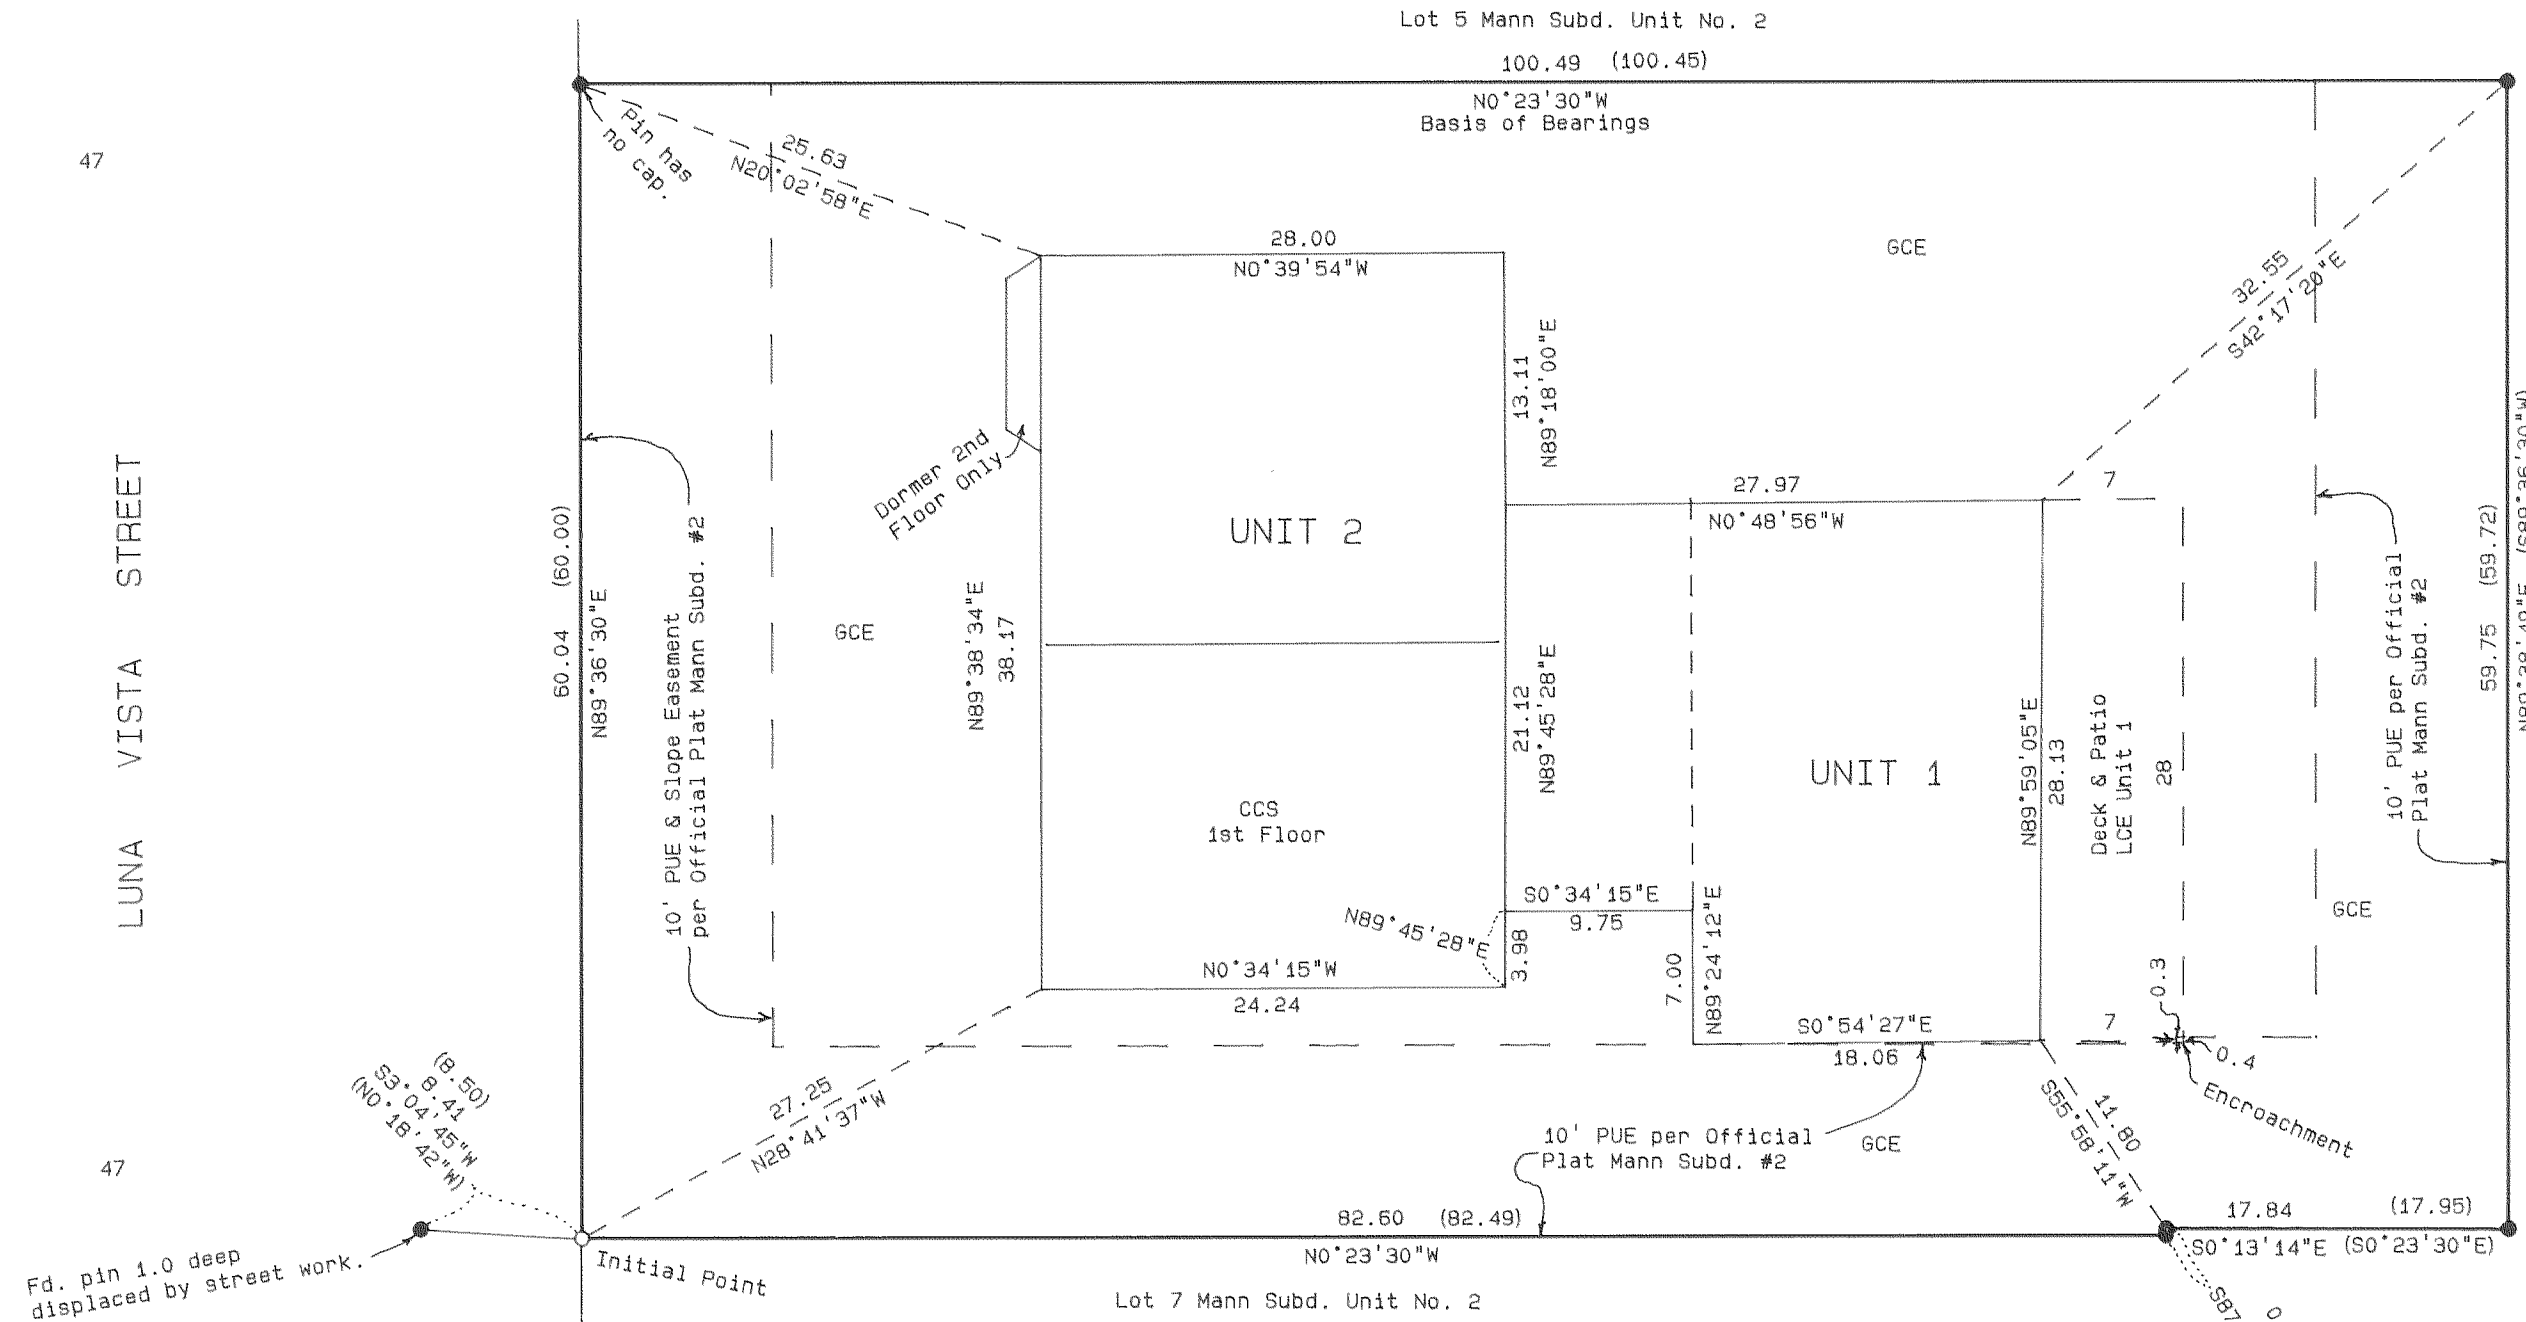 Lot 5 Mann Subd. Unit No. 2
100.49 (100.45)
N0°23'30"W
Basis of Bearings
47
Pin has
no cap.
25.63
N20°02'58"E
28.00
N0°39'54"W
GCE
32.55
S42°17'20"E
13.11
N89°18'00"E
Dormer 2nd
Floor Only
UNIT 2
27.97
N0°48'56"W
7
LUNA VISTA STREET
60.04 (60.00)
N89°36'30"E
10' PUE & Slope Easement
per Official Plat Mann Subd. #2
GCE
N89°38'34"E
38.17
21.12
N89°45'28"E
UNIT 1
N89°59'05"E
28.13
Deck & Patio
LCE Unit 1
28
10' PUE per Official
Plat Mann Subd. #2
59.75 (59.72)
CCS
1st Floor
GCE
S0°34'15"E
9.75
N89°45'28"E
3.98
N0°34'15"W
24.24
7.00
N89°24'12"E
S0°54'27"E
18.06
7
0.3
0.4
Encroachment
(8.50)
8.41
S3°04'45"W
(N0°18'42"W)
27.25
N28°41'37"W
10' PUE per Official
Plat Mann Subd. #2
GCE
11.80
S55°58'11"W
47
82.60 (82.49)
N0°23'30"W
17.84 (17.95)
S0°13'14"E (S0°23'30"E)
Fd. pin 1.0 deep
displaced by street work.
Initial Point
Lot 7 Mann Subd. Unit No. 2
S87
0